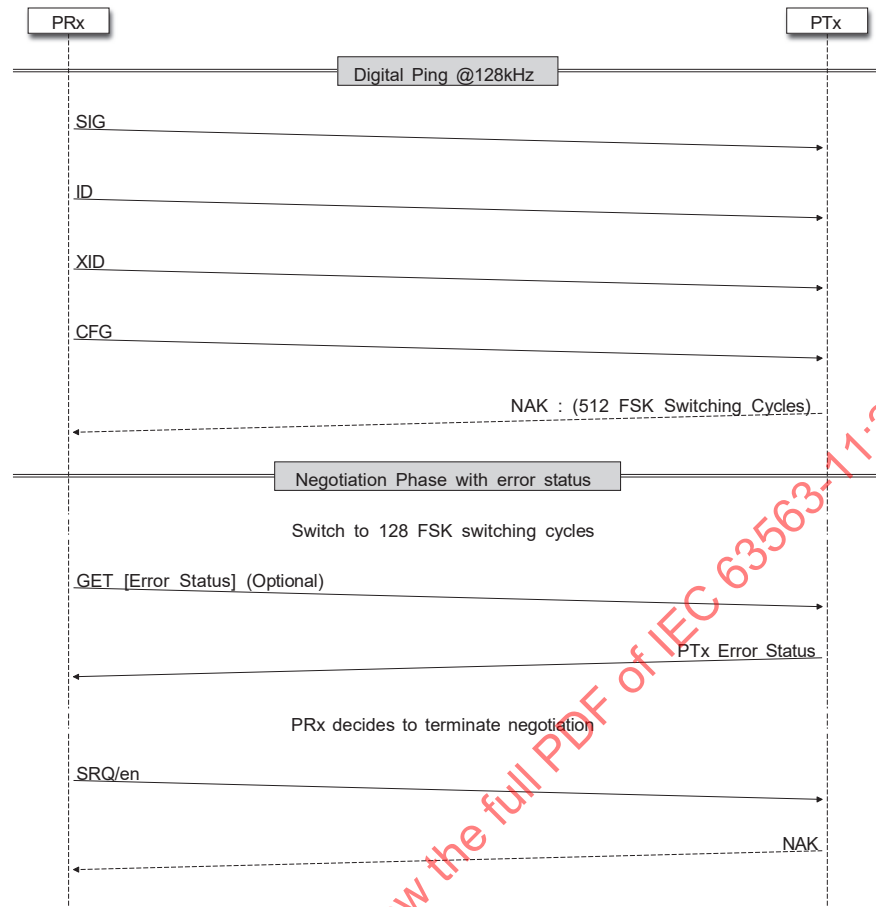 PRx
PTx
Digital Ping @128kHz
SIG
ID
XID
CFG
NAK : (512 FSK Switching Cycles)
Negotiation Phase with error status
Switch to 128 FSK switching cycles
GET [Error Status] (Optional)
PTx Error Status
PRx decides to terminate negotiation
SRQ/en
NAK
w the full PDF of IEC 63563-11:2